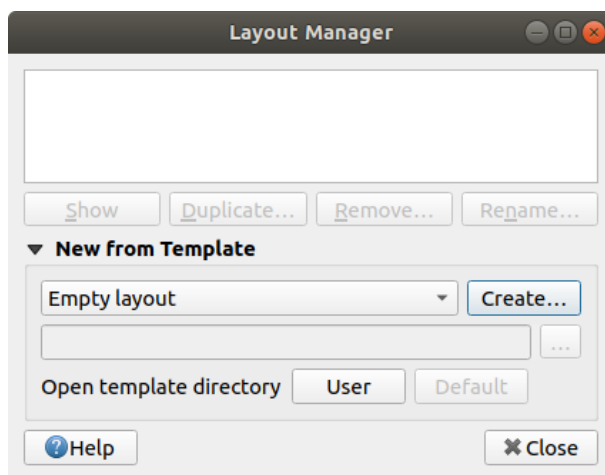 Layout Manager
Show Duplicate... Remove... Rename...
New from Template
Empty layout Create...
...
Open template directory User Default
Help Close